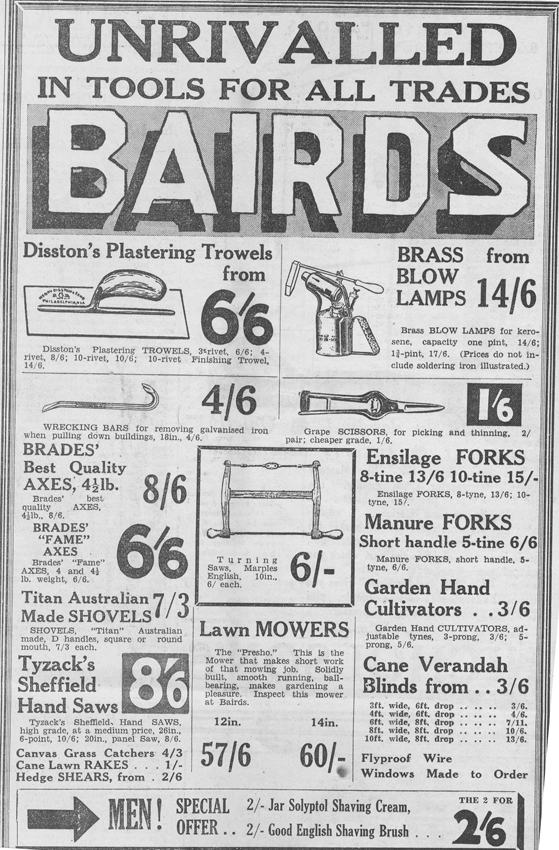 UNRIVALLED
IN TOOLS FOR ALL TRADES
BAIRDS
Disston's Plastering Trowels
from
6/6
PHILADELPHIA
Disston's Plastering TROWELS, 3-rivet, 6/6; 4-
rivet, 8/6; 10-rivet, 10/6; 10-rivet Finishing Trowel,
14/6.
BRASS from
BLOW
LAMPS 14/6
Brass BLOW LAMPS for kero-
sene, capacity one pint, 14/6;
1¾-pint, 17/6. (Prices do not in-
clude soldering iron illustrated.)
4/6
WRECKING BARS for removing galvanised iron
when pulling down buildings, 18in., 4/6.
1/6
Grape SCISSORS, for picking and thinning, 2/
pair; cheaper grade, 1/6.
BRADES'
Best Quality
AXES, 4½lb.
8/6
Brades' best
quality AXES,
4½lb., 8/6.
BRADES'
"FAME"
AXES
6/6
Brades' "Fame"
AXES, 4 and 4½
lb. weight, 6/6.
Titan Australian
Made SHOVELS 7/3
SHOVELS, "Titan" Australian
made, D handles, square or round
mouth, 7/3 each.
Tyzack's
Sheffield
Hand Saws
8/6
Tyzack's Sheffield, Hand SAWS,
high grade, at a medium price, 26in.,
6-point, 10/6; 20in., panel Saw, 8/6.
Canvas Grass Catchers 4/3
Cane Lawn RAKES . . . 1/-
Hedge SHEARS, from . 2/6
Turning
Saws, Marples
English, 10in.,
6/ each.
6/-
Lawn MOWERS
The "Presho." This is the
Mower that makes short work
of that mowing job. Solidly
built, smooth running, ball-
bearing, makes gardening a
pleasure. Inspect this mower
at Bairds.
12in. 14in.
57/6 60/-
Ensilage FORKS
8-tine 13/6 10-tine 15/-
Ensilage FORKS, 8-tyne, 13/6; 10-
tyne, 15/.
Manure FORKS
Short handle 5-tine 6/6
Manure FORKS, short handle, 5-
tyne, 6/6.
Garden Hand
Cultivators . . 3/6
Garden Hand CULTIVATORS, ad-
justable tynes, 3-prong, 3/6; 5-
prong, 5/6.
Cane Verandah
Blinds from . . 3/6
3ft. wide, 6ft. drop . . . . . 3/6.
4ft. wide, 6ft. drop . . . . . 4/6.
6ft. wide, 8ft. drop . . . . . 7/11.
8ft. wide, 8ft. drop . . . . . 10/6.
10ft. wide, 8ft. drop . . . . . 13/6.
Flyproof Wire
Windows Made to Order
MEN!
SPECIAL
OFFER . .
2/- Jar Solyptol Shaving Cream,
2/- Good English Shaving Brush . . .
THE 2 FOR
2/6